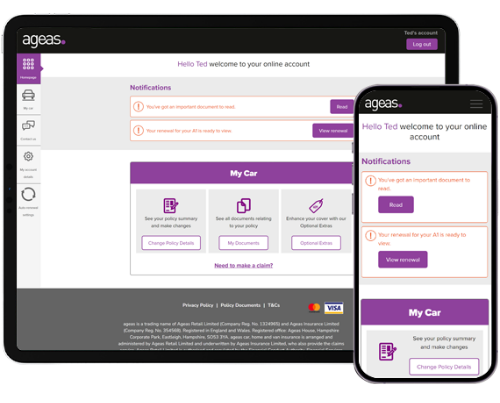 ageas.
Ted's account
Log out
Homepage
My car
Contact us
My account
details
Auto renewal
settings
Hello Ted welcome to your online account
Notifications
You've got an important document to read.
Read
Your renewal for your A1 is ready to view.
View renewal
My Car
See your policy summary
and make changes
Change Policy Details
See all documents relating
to your policy
My Documents
Enhance your cover with our
Optional Extras
Optional Extras
Need to make a claim?
Privacy Policy | Policy Documents | T&Cs
VISA
ageas is a trading name of Ageas Retail Limited (Company Reg. No. 1324965) and Ageas Insurance Limited
(Company Reg. No. 354568). Registered in England and Wales. Registered office: Ageas House, Hampshire
Corporate Park, Eastleigh, Hampshire, SO53 3YA. ageas car, home and van insurance is arranged and
administered by Ageas Retail Limited and underwritten by Ageas Insurance Limited, who also provide the claims
ageas.
Hello Ted welcome to your online
account
Notifications
You've got an important document to
read.
Read
Your renewal for your A1 is ready to
view
View renewal
My Car
See your policy summary
and make changes
Change Policy Details